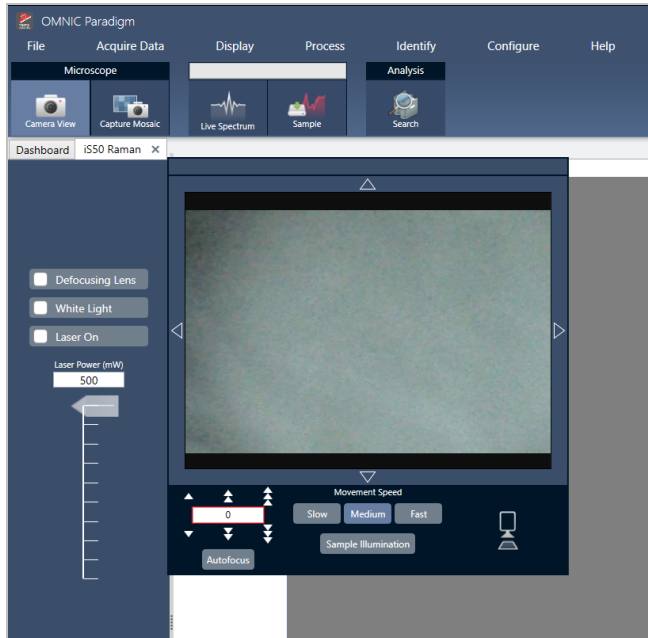 OMNIC Paradigm
File Acquire Data Display Process Identify Configure Help
Microscope Analysis
Camera View Capture Mosaic Live Spectrum Sample Search
Dashboard iS50 Raman ✕
Defocusing Lens
White Light
Laser On
Laser Power (mW)
500
Movement Speed
0 Slow Medium Fast
Sample Illumination
Autofocus